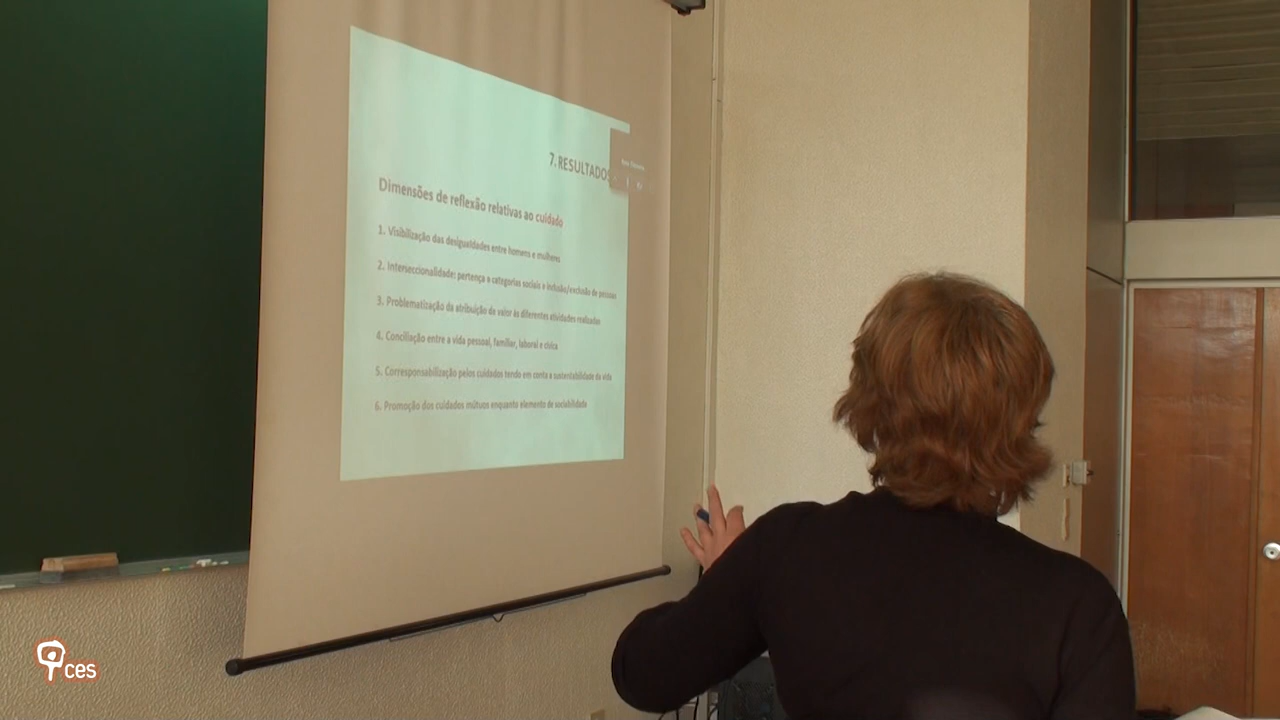 7. RESULTADOS
Dimensões de reflexão relativas ao cuidado
1. Visibilização das desigualdades entre homens e mulheres
2. Interseccionalidade: pertença a categorias sociais e inclusão/exclusão de pessoas
3. Problematização da atribuição de valor às diferentes atividades realizadas
4. Conciliação entre a vida pessoal, familiar, laboral e cívica
5. Corresponsabilização pelos cuidados tendo em conta a sustentabilidade da vida
6. Promoção dos cuidados mútuos enquanto elemento de sociabilidade
ces